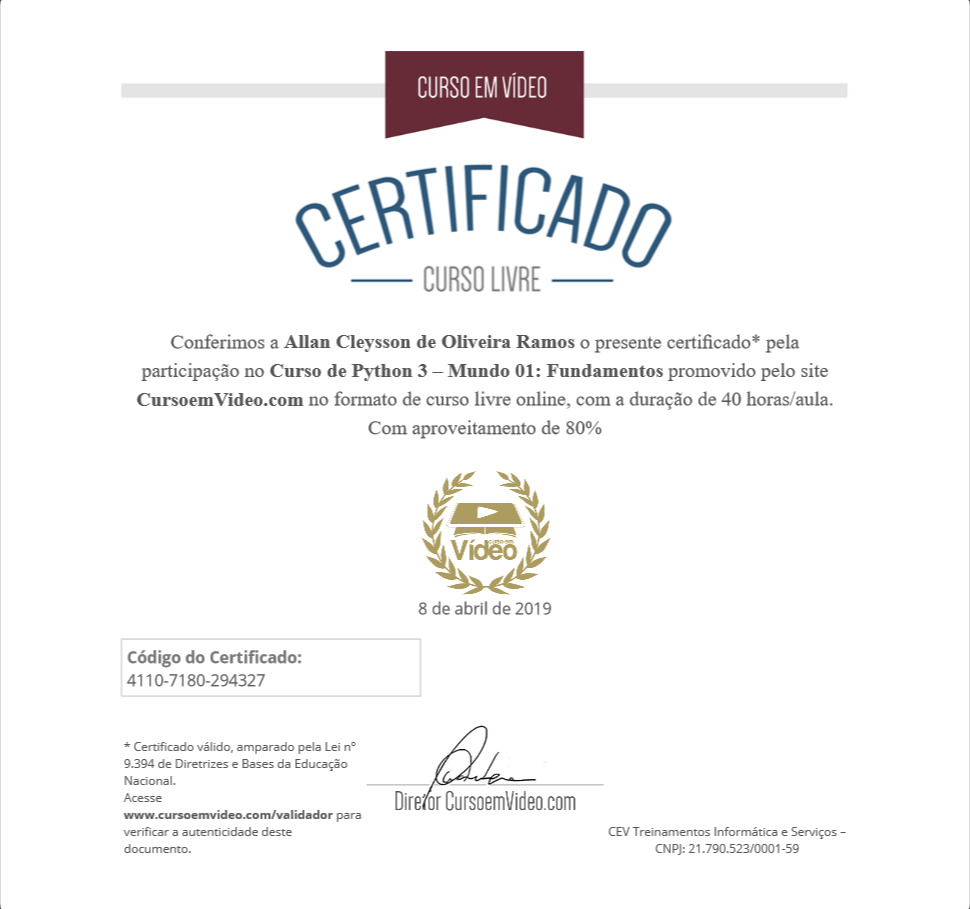 CURSO EM VÍDEO
CERTIFICADO
CURSO LIVRE
Conferimos a Allan Cleysson de Oliveira Ramos o presente certificado* pela
participação no Curso de Python 3 – Mundo 01: Fundamentos promovido pelo site
CursoemVideo.com no formato de curso livre online, com a duração de 40 horas/aula.
Com aproveitamento de 80%
Vídeo
8 de abril de 2019
Código do Certificado:
4110-7180-294327
* Certificado válido, amparado pela Lei nº
9.394 de Diretrizes e Bases da Educação
Nacional.
Acesse
www.cursoemvideo.com/validador para
verificar a autenticidade deste
documento.
Diretor CursoemVideo.com
CEV Treinamentos Informática e Serviços –
CNPJ: 21.790.523/0001-59